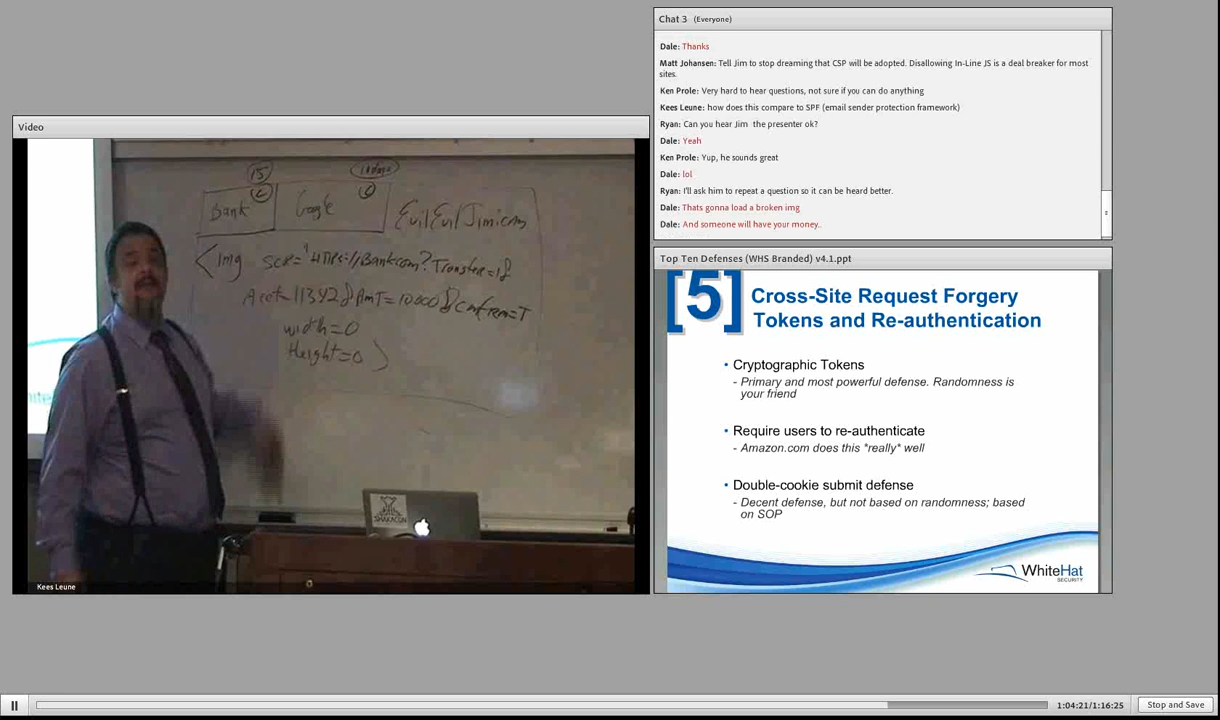 Chat 3 (Everyone)
Dale: Thanks
Matt Johansen: Tell Jim to stop dreaming that CSP will be adopted. Disallowing In-Line JS is a deal breaker for most
sites.
Ken Prole: Very hard to hear questions, not sure if you can do anything
Kees Leune: how does this compare to SPF (email sender protection framework)
Ryan: Can you hear Jim the presenter ok?
Dale: Yeah
Ken Prole: Yup, he sounds great
Dale: lol
Ryan: I'll ask him to repeat a question so it can be heard better.
Dale: Thats gonna load a broken img
Dale: And someone will have your money..
Video
15
Bank
Google
EvilEvilJim.com
<img
Acct=11342&Amt=10000&Confirm=T
width=0
Height=0
SHAKACON
Kees Leune
Top Ten Defenses (WHS Branded) v4.1.ppt
[5]
Cross-Site Request Forgery
Tokens and Re-authentication
• Cryptographic Tokens
- Primary and most powerful defense. Randomness is
your friend
• Require users to re-authenticate
- Amazon.com does this *really* well
• Double-cookie submit defense
- Decent defense, but not based on randomness; based
on SOP
WhiteHat
SECURITY
1:04:21/1:16:25
Stop and Save